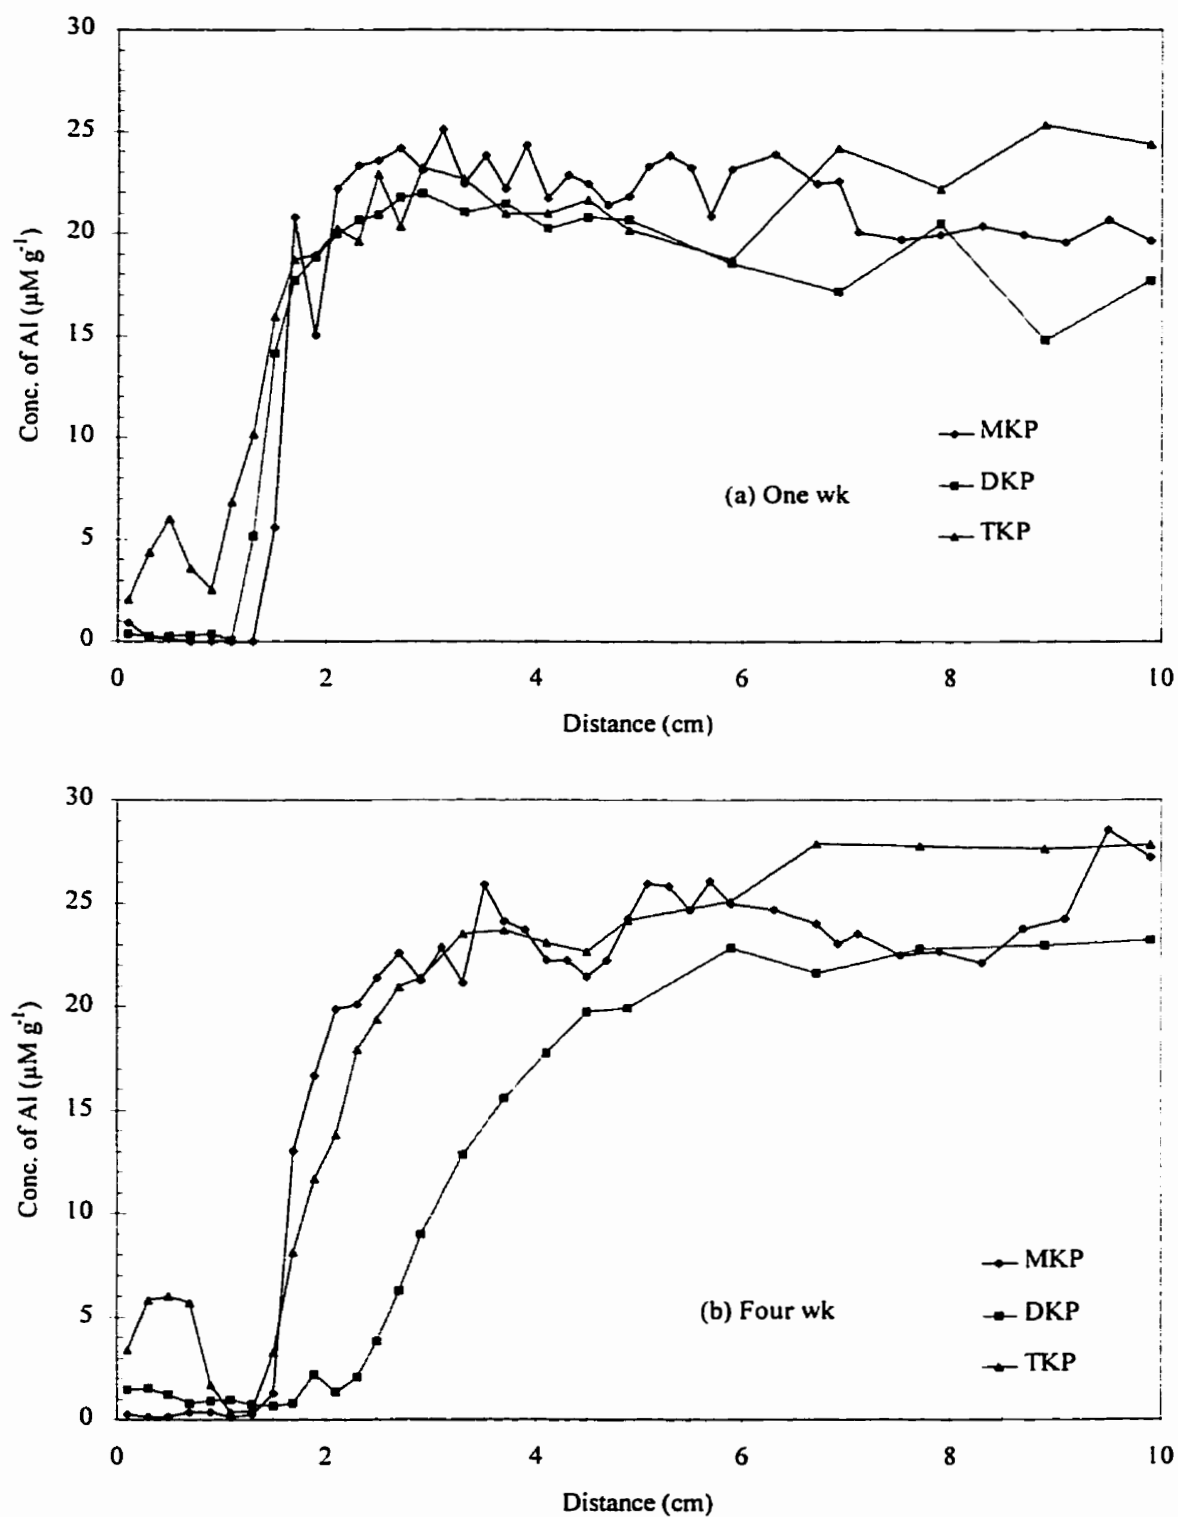 30
25
20
15
10
5
0
Conc. of Al (µM g⁻¹)
MKP
DKP
TKP
(a) One wk
0 2 4 6 8 10
Distance (cm)
30
25
20
15
10
5
0
Conc. of Al (µM g⁻¹)
MKP
DKP
TKP
(b) Four wk
0 2 4 6 8 10
Distance (cm)